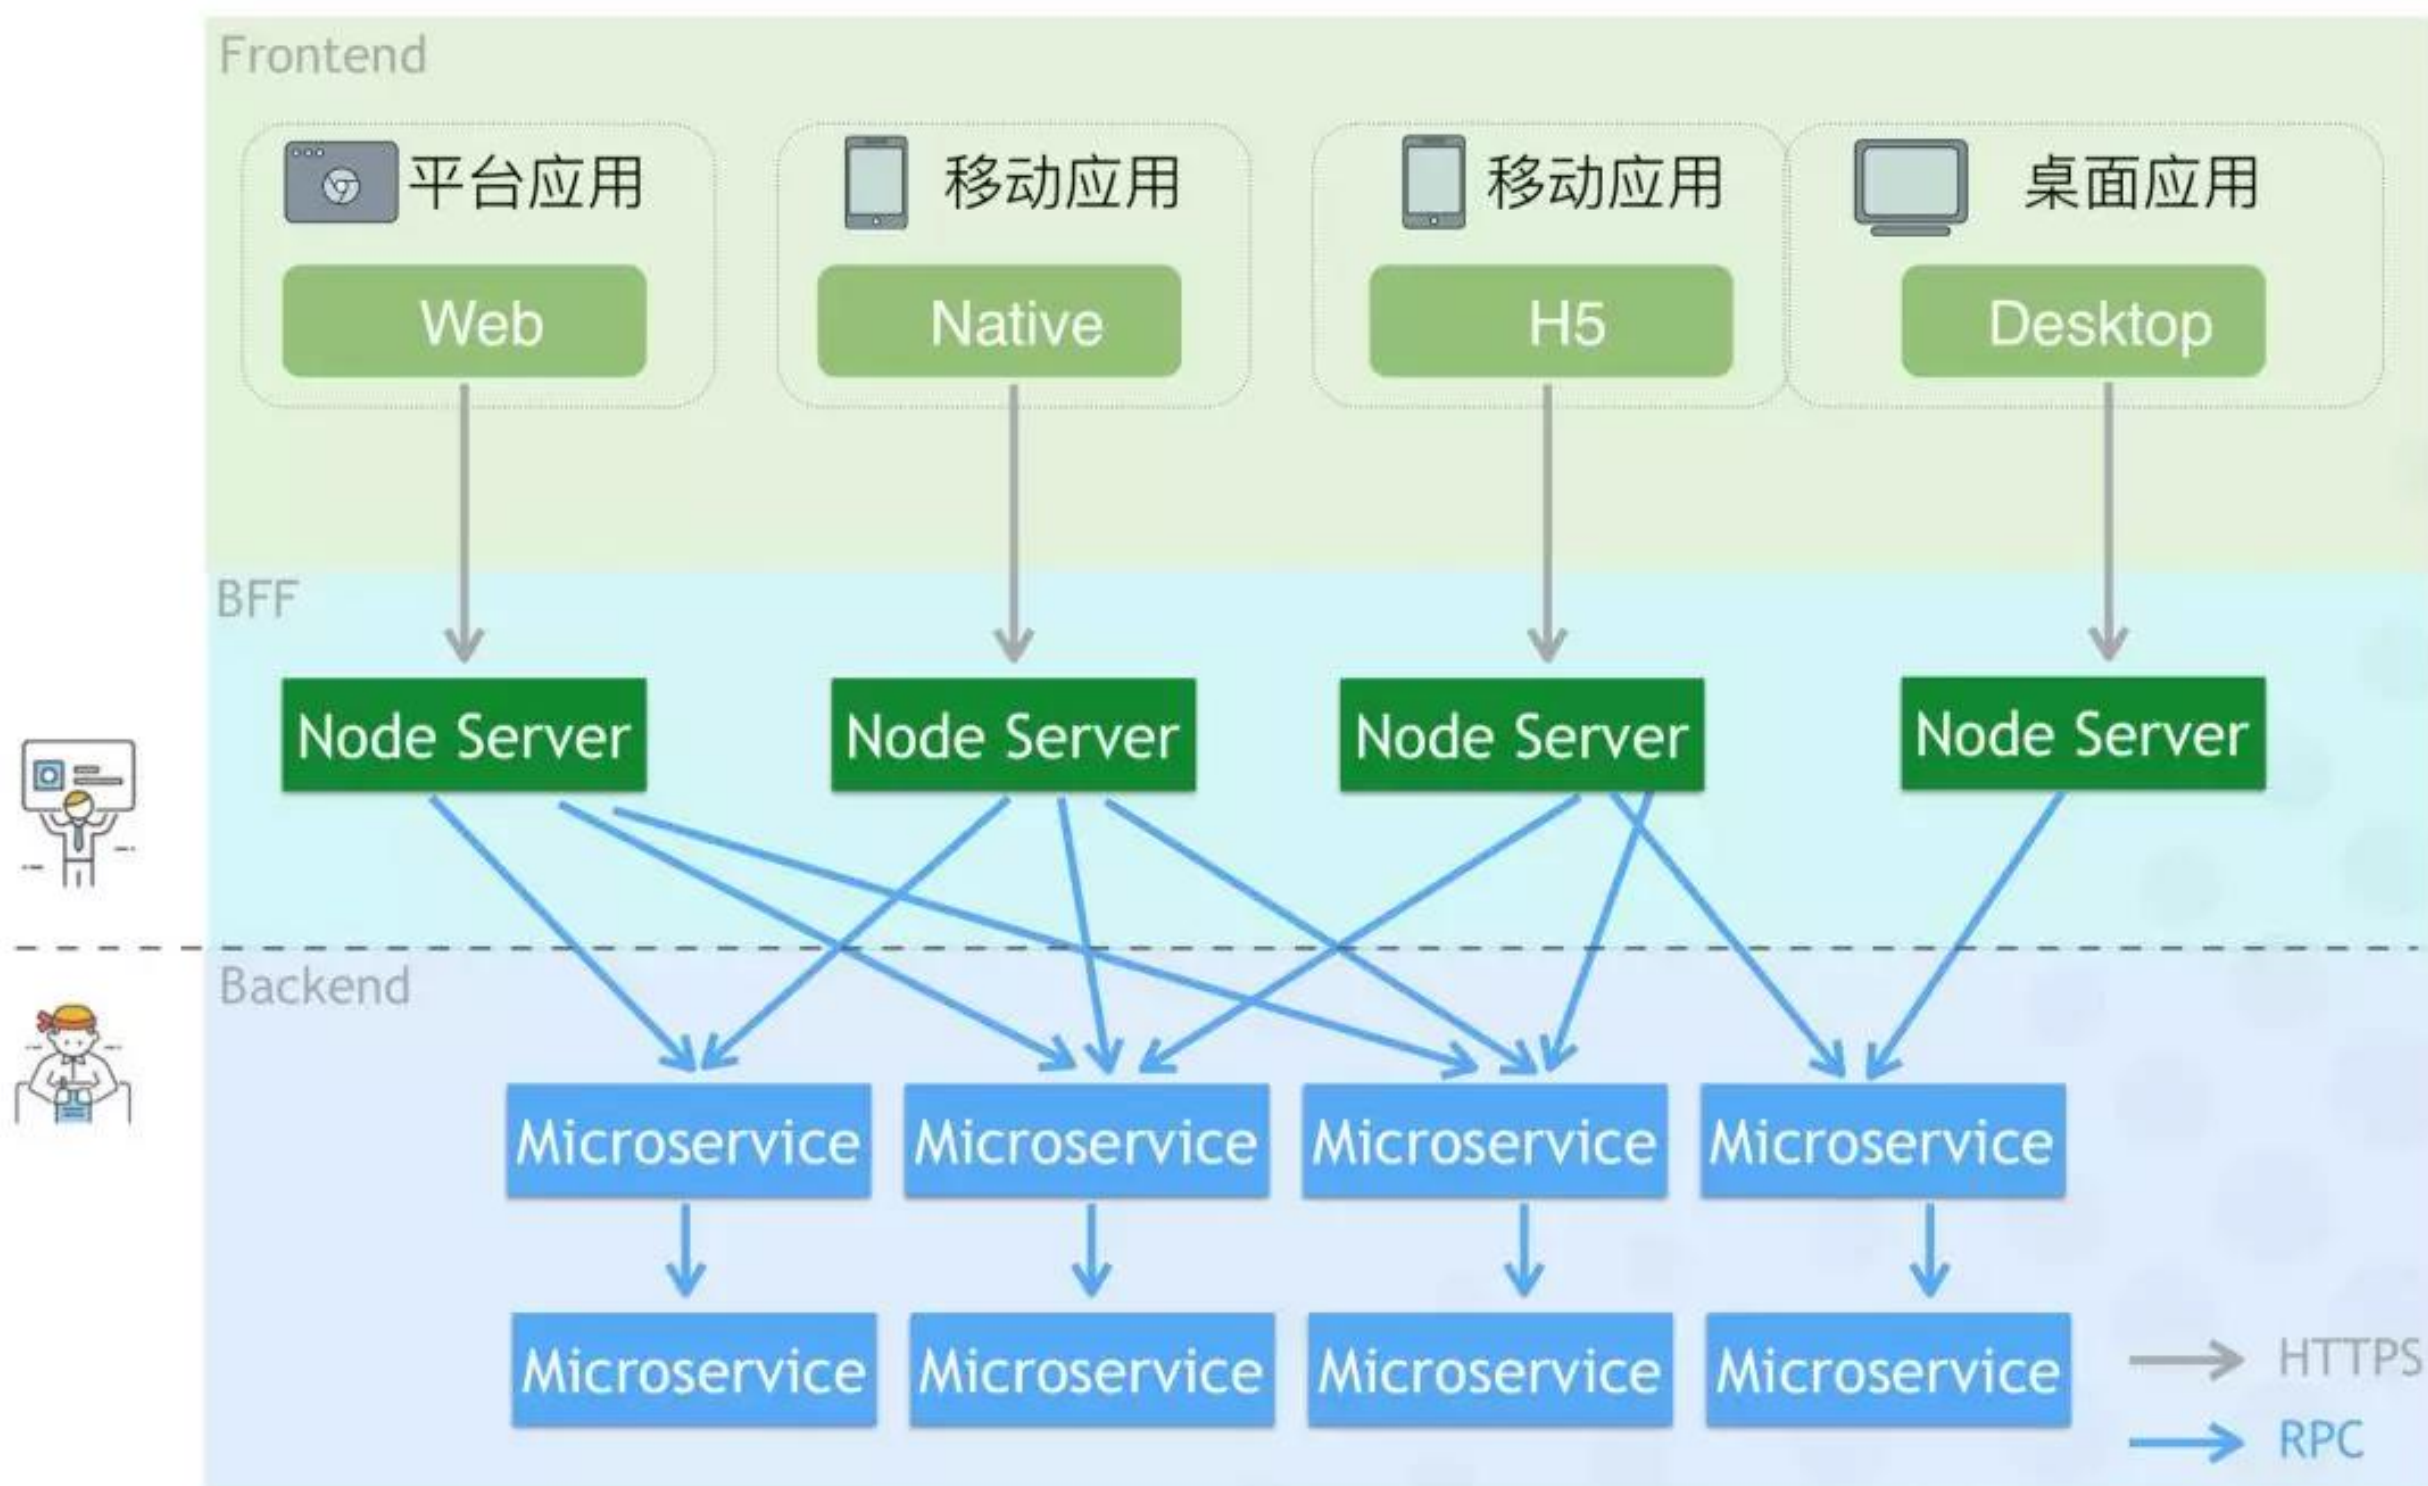 Frontend
平台应用
移动应用
移动应用
桌面应用
Web
Native
H5
Desktop
BFF
Node Server
Node Server
Node Server
Node Server
Backend
Microservice
Microservice
Microservice
Microservice
Microservice
Microservice
Microservice
Microservice
HTTPS
RPC